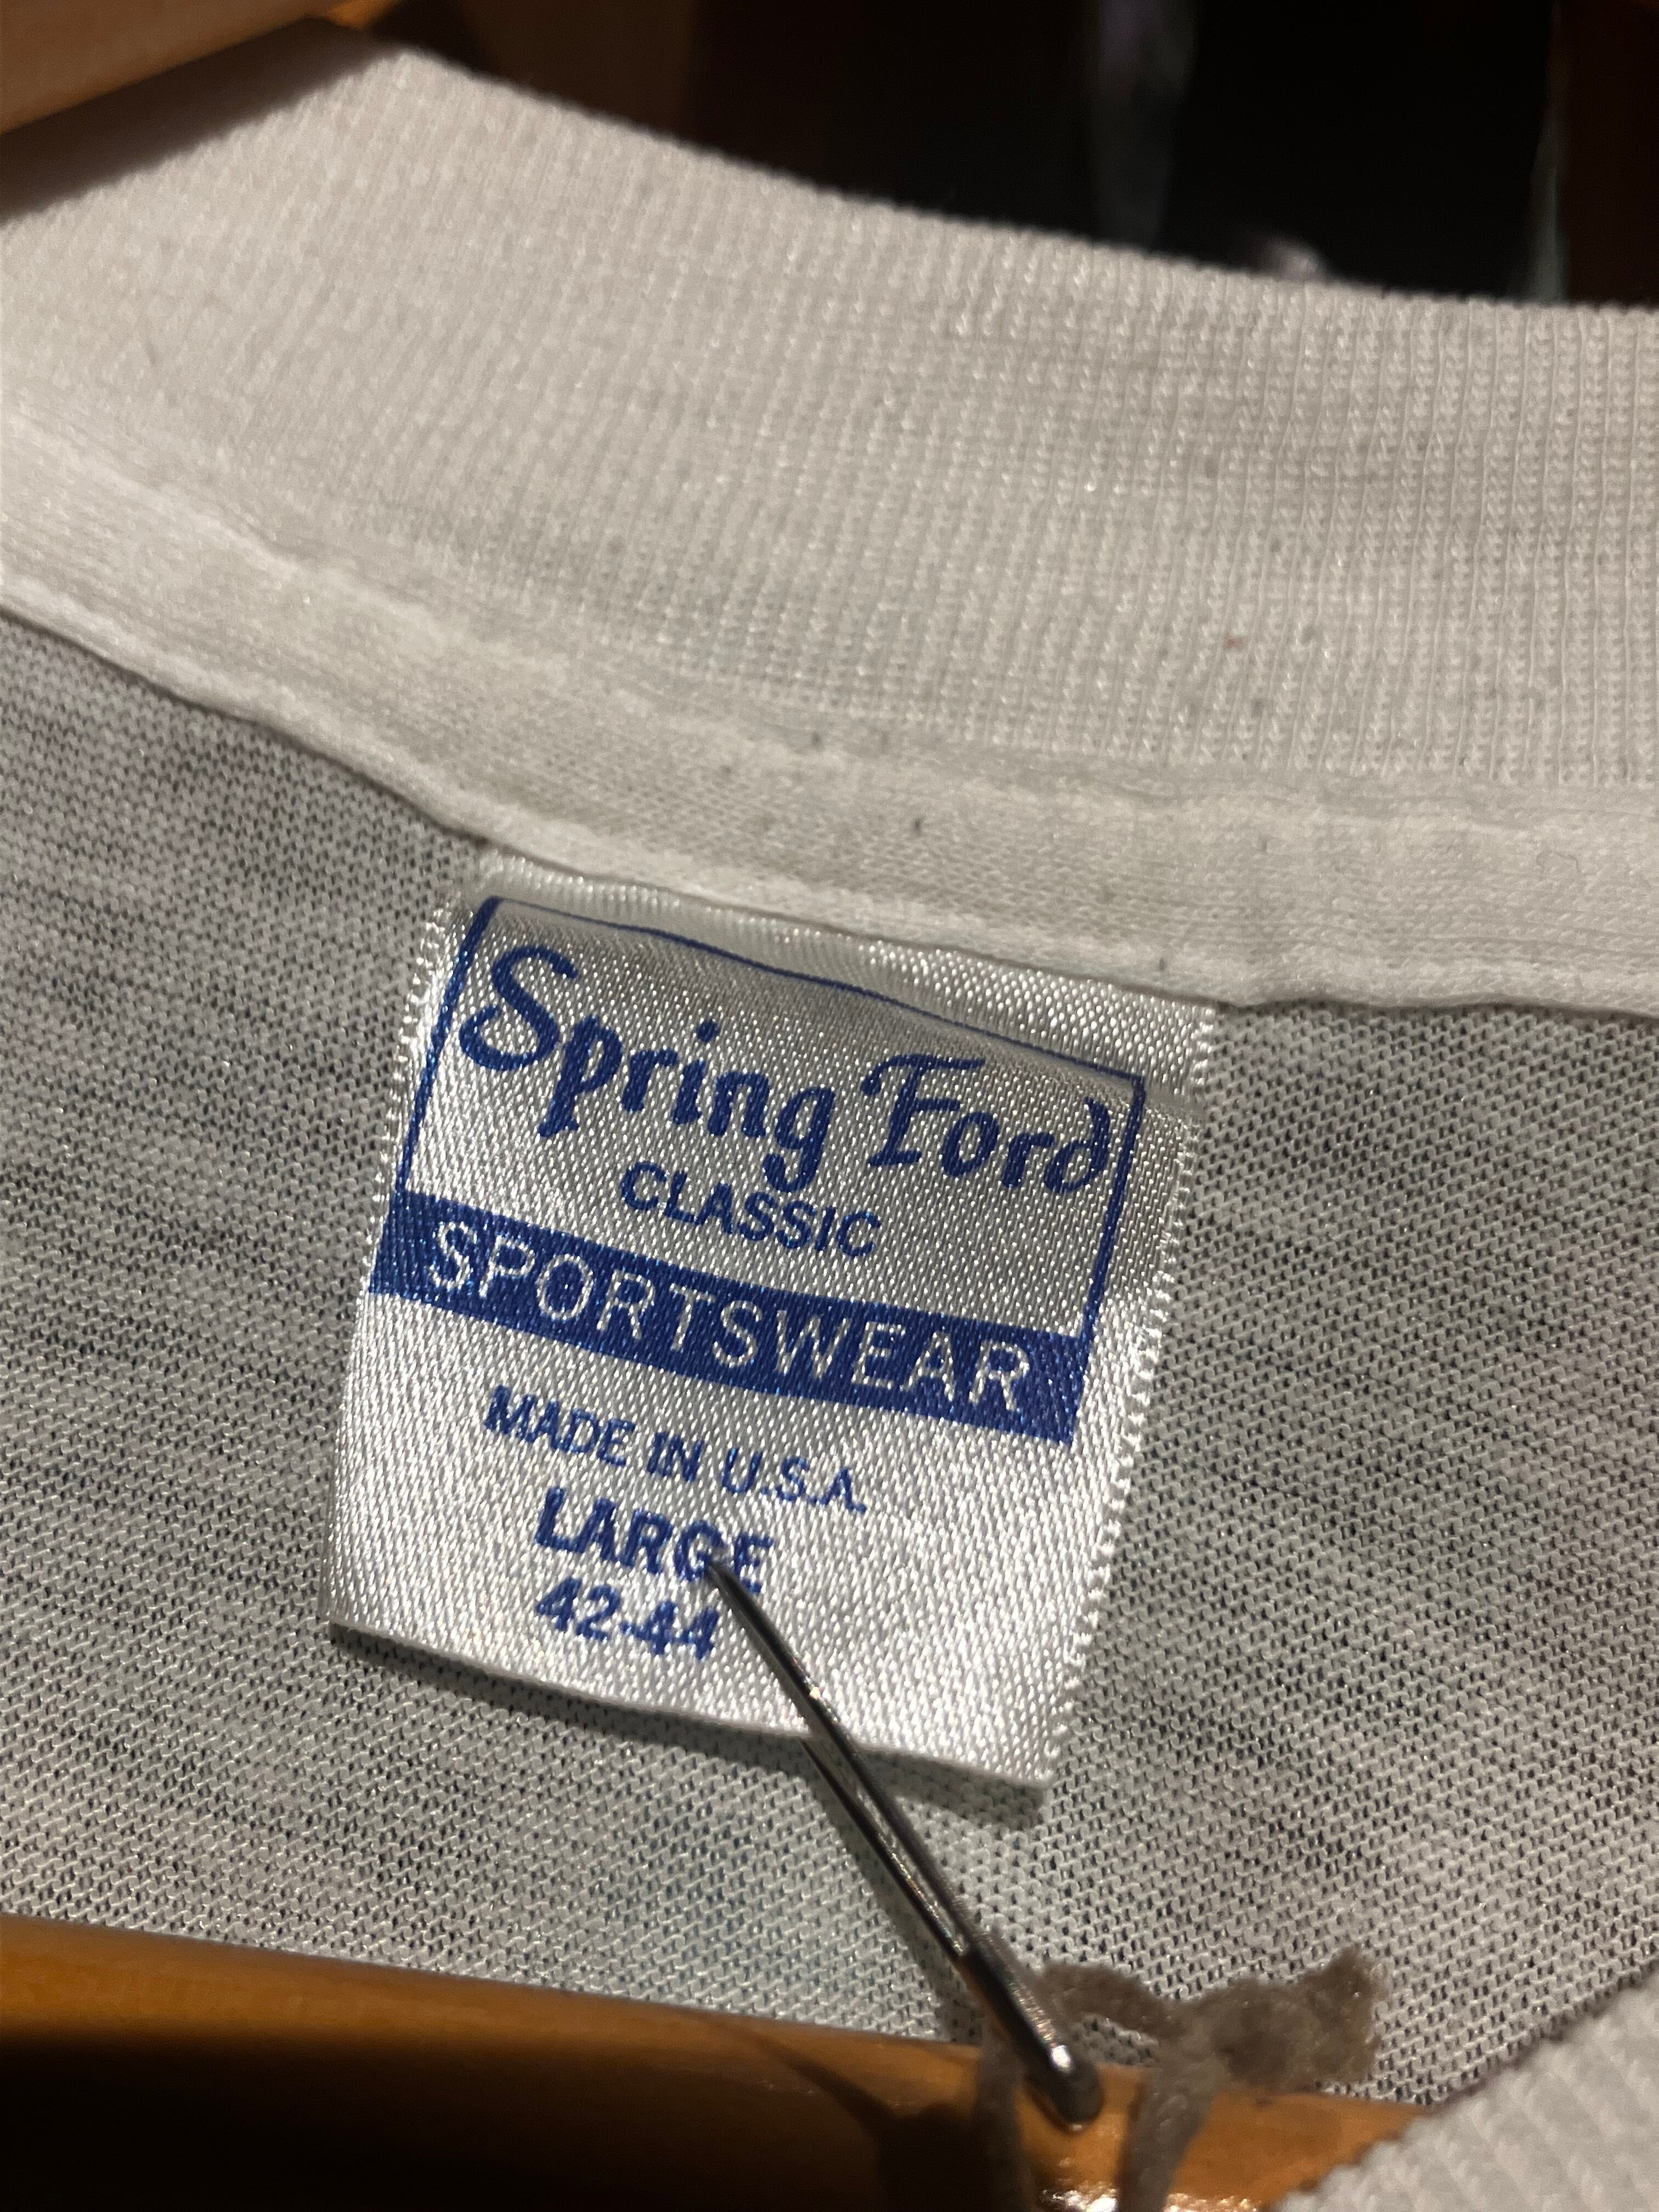 Spring Ford
CLASSIC
SPORTSWEAR
MADE IN U.S.A.
LARGE
42-44